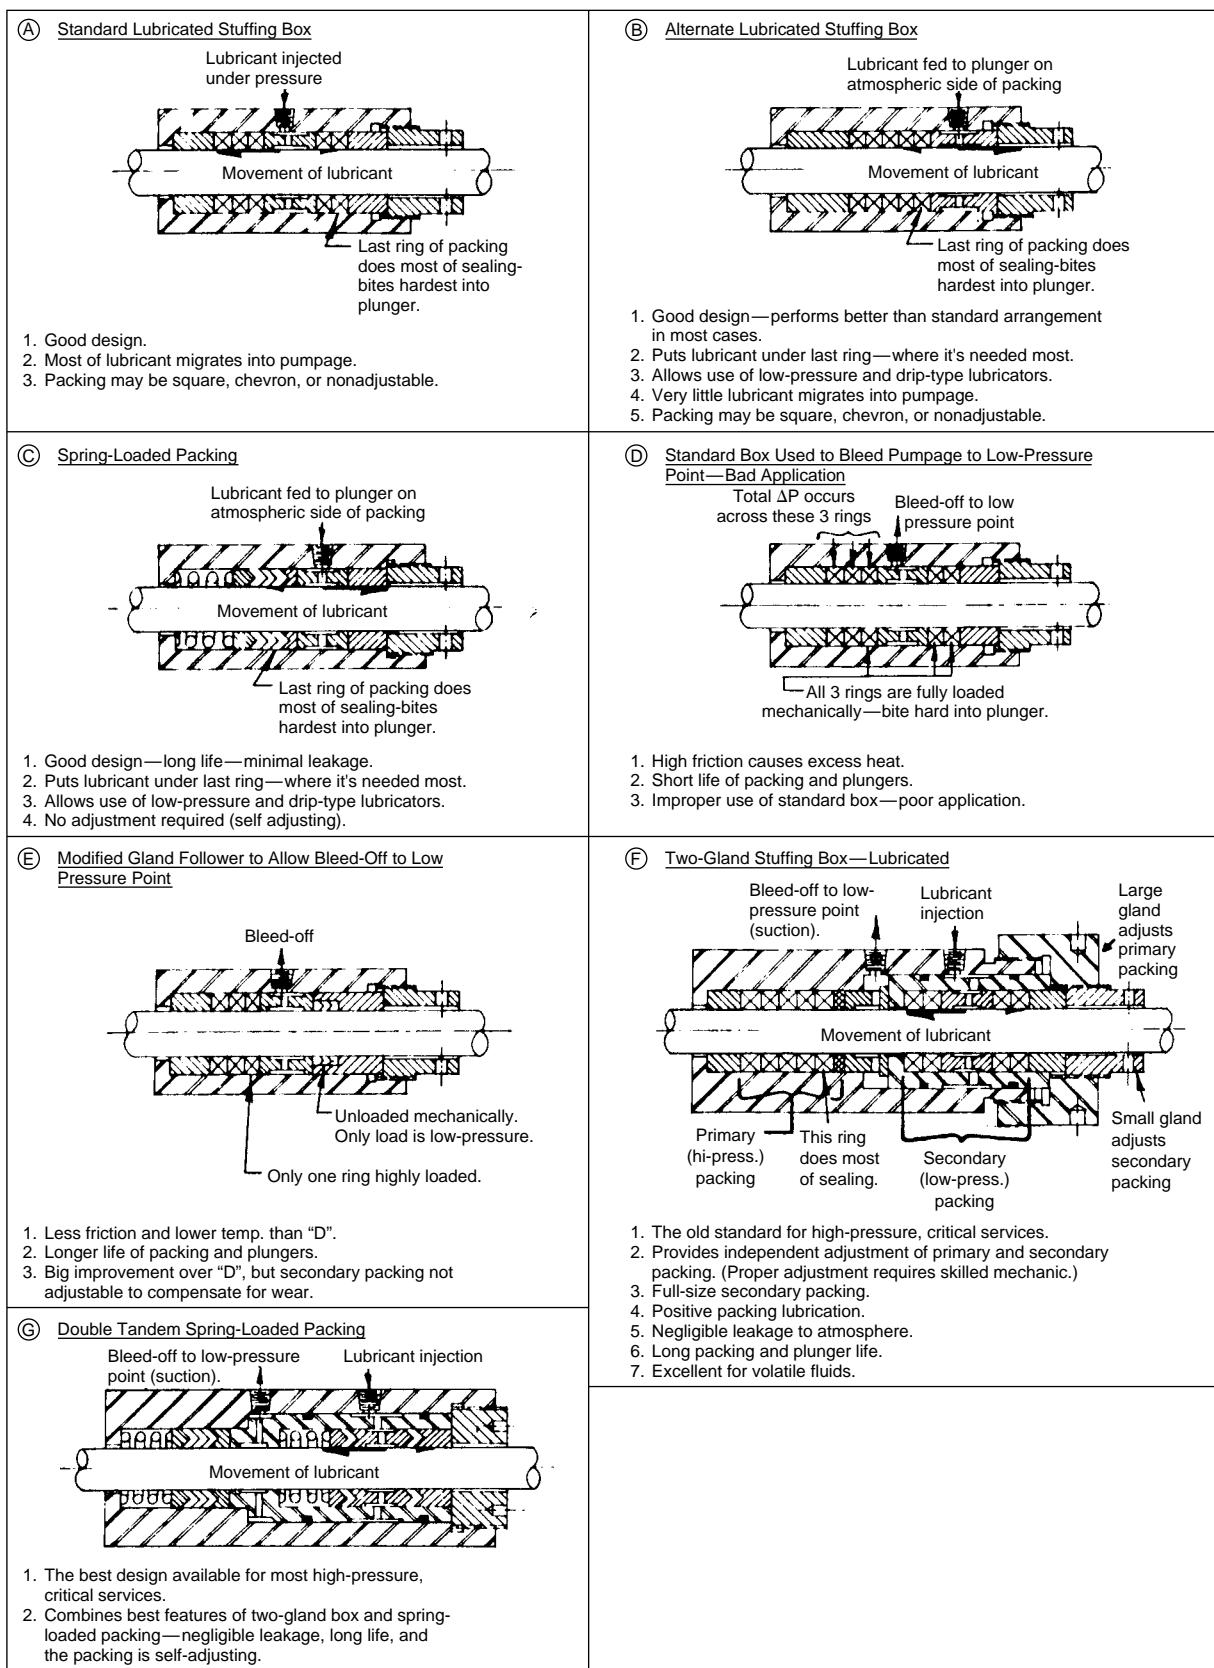 A Standard Lubricated Stuffing Box
Lubricant injected
under pressure
Movement of lubricant
Last ring of packing
does most of sealing-
bites hardest into
plunger.
1. Good design.
2. Most of lubricant migrates into pumpage.
3. Packing may be square, chevron, or nonadjustable.
B Alternate Lubricated Stuffing Box
Lubricant fed to plunger on
atmospheric side of packing
Movement of lubricant
Last ring of packing does
most of sealing-bites
hardest into plunger.
1. Good design—performs better than standard arrangement
in most cases.
2. Puts lubricant under last ring—where it's needed most.
3. Allows use of low-pressure and drip-type lubricators.
4. Very little lubricant migrates into pumpage.
5. Packing may be square, chevron, or nonadjustable.
C Spring-Loaded Packing
Lubricant fed to plunger on
atmospheric side of packing
Movement of lubricant
Last ring of packing does
most of sealing-bites
hardest into plunger.
1. Good design—long life—minimal leakage.
2. Puts lubricant under last ring—where it's needed most.
3. Allows use of low-pressure and drip-type lubricators.
4. No adjustment required (self adjusting).
D Standard Box Used to Bleed Pumpage to Low-Pressure
Point—Bad Application
Total ΔP occurs
across these 3 rings
Bleed-off to low
pressure point
All 3 rings are fully loaded
mechanically—bite hard into plunger.
1. High friction causes excess heat.
2. Short life of packing and plungers.
3. Improper use of standard box—poor application.
E Modified Gland Follower to Allow Bleed-Off to Low
Pressure Point
Bleed-off
Unloaded mechanically.
Only load is low-pressure.
Only one ring highly loaded.
1. Less friction and lower temp. than “D”.
2. Longer life of packing and plungers.
3. Big improvement over “D”, but secondary packing not
adjustable to compensate for wear.
F Two-Gland Stuffing Box—Lubricated
Bleed-off to low-
pressure point
(suction).
Lubricant
injection
Large
gland
adjusts
primary
packing
Movement of lubricant
Primary
(hi-press.)
packing
This ring
does most
of sealing.
Secondary
(low-press.)
packing
Small gland
adjusts
secondary
packing
1. The old standard for high-pressure, critical services.
2. Provides independent adjustment of primary and secondary
packing. (Proper adjustment requires skilled mechanic.)
3. Full-size secondary packing.
4. Positive packing lubrication.
5. Negligible leakage to atmosphere.
6. Long packing and plunger life.
7. Excellent for volatile fluids.
G Double Tandem Spring-Loaded Packing
Bleed-off to low-pressure
point (suction).
Lubricant injection
Movement of lubricant
1. The best design available for most high-pressure,
critical services.
2. Combines best features of two-gland box and spring-
loaded packing—negligible leakage, long life, and
the packing is self-adjusting.